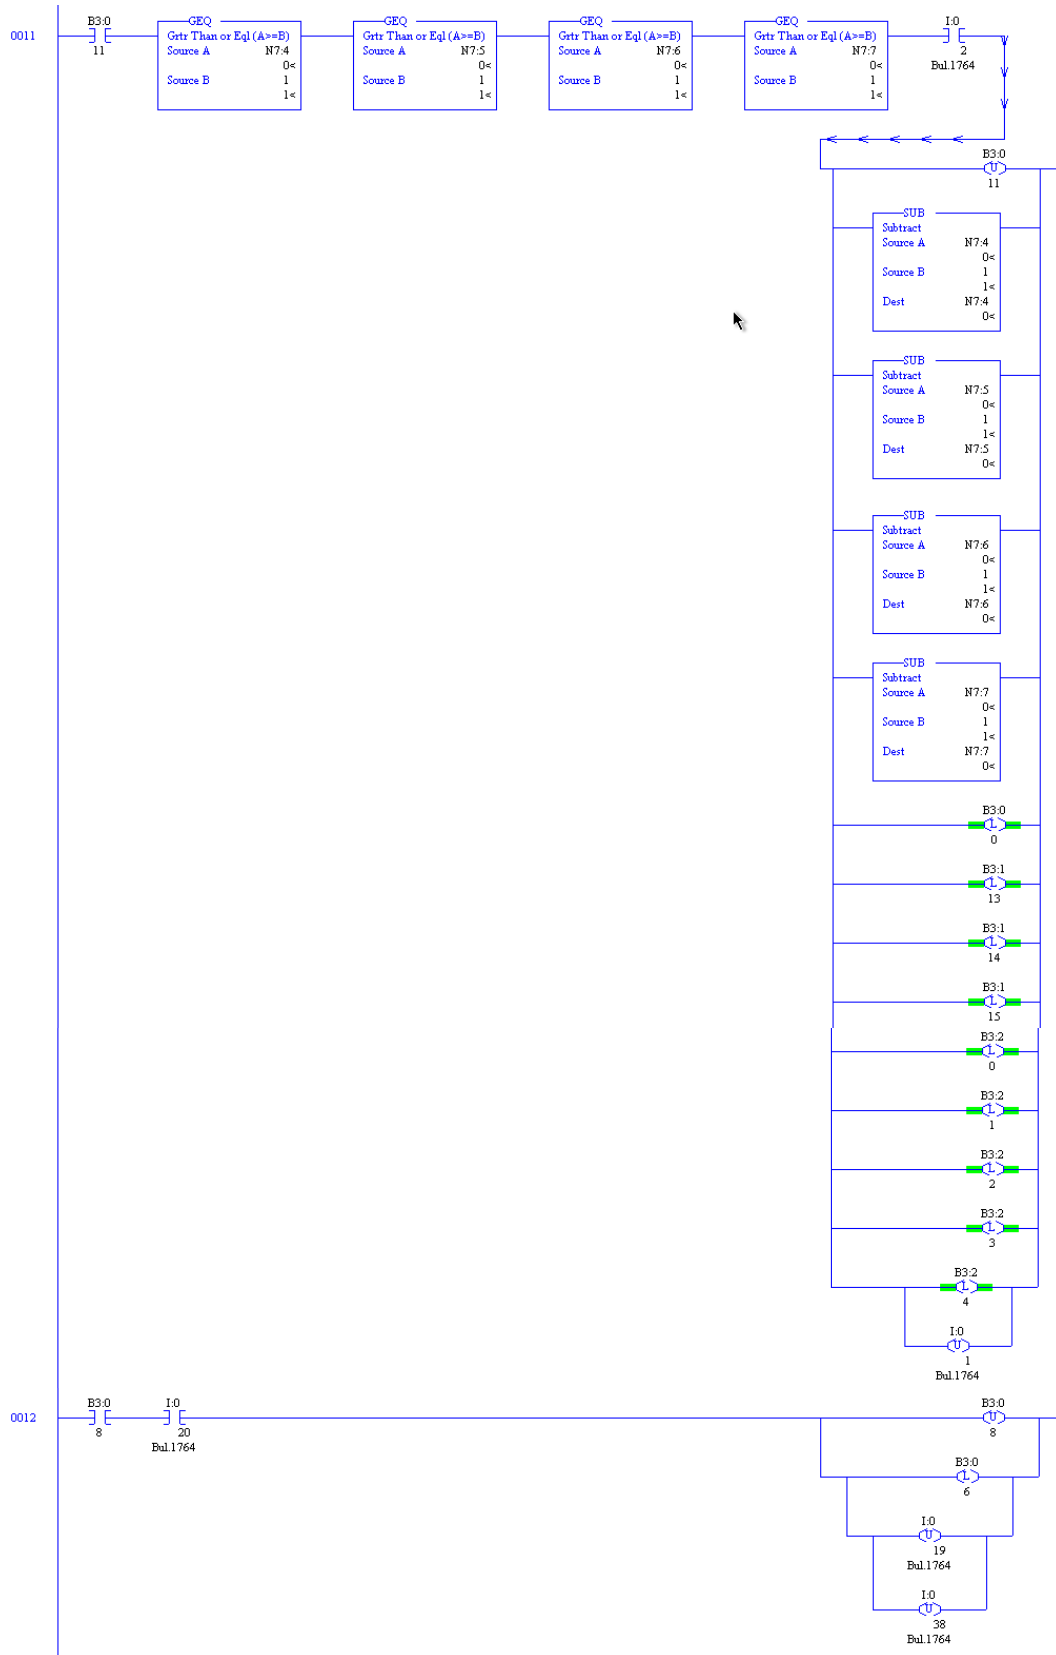 B3:0 GEQ GEQ GEQ GEQ I:0
0011 Grtr Than or Eql (A>=B) Grtr Than or Eql (A>=B) Grtr Than or Eql (A>=B) Grtr Than or Eql (A>=B)
11 Source A N7:4 Source A N7:5 Source A N7:6 Source A N7:7 2
0< 0< 0< 0< Bul.1764
Source B 1 Source B 1 Source B 1 Source B 1
1< 1< 1< 1<
B3:0
U
11
SUB
Subtract
Source A N7:4
0<
Source B 1
1<
Dest N7:4
0<
SUB
Subtract
Source A N7:5
0<
Source B 1
1<
Dest N7:5
0<
SUB
Subtract
Source A N7:6
0<
Source B 1
1<
Dest N7:6
0<
SUB
Subtract
Source A N7:7
0<
Source B 1
1<
Dest N7:7
0<
B3:0
L
0
B3:1
L
13
B3:1
L
14
B3:1
L
15
B3:2
L
0
B3:2
L
1
B3:2
L
2
B3:2
L
3
B3:2
L
4
I:0
U
1
Bul.1764
B3:0 I:0 B3:0
0012 U
8 20 8
Bul.1764
B3:0
L
6
I:0
U
19
Bul.1764
I:0
U
38
Bul.1764